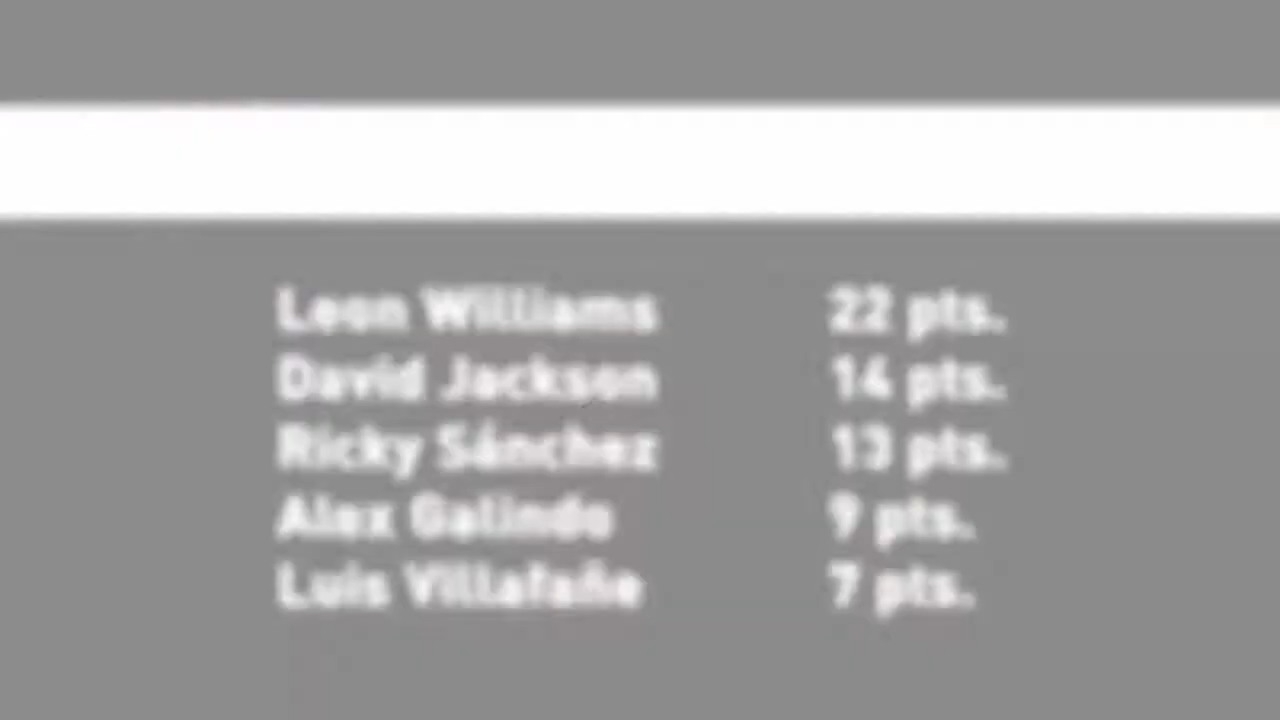 Leon Williams 22 pts.
David Jackson 14 pts.
Ricky Sánchez 13 pts.
Alex Galindo 9 pts.
Luis Villafañe 7 pts.